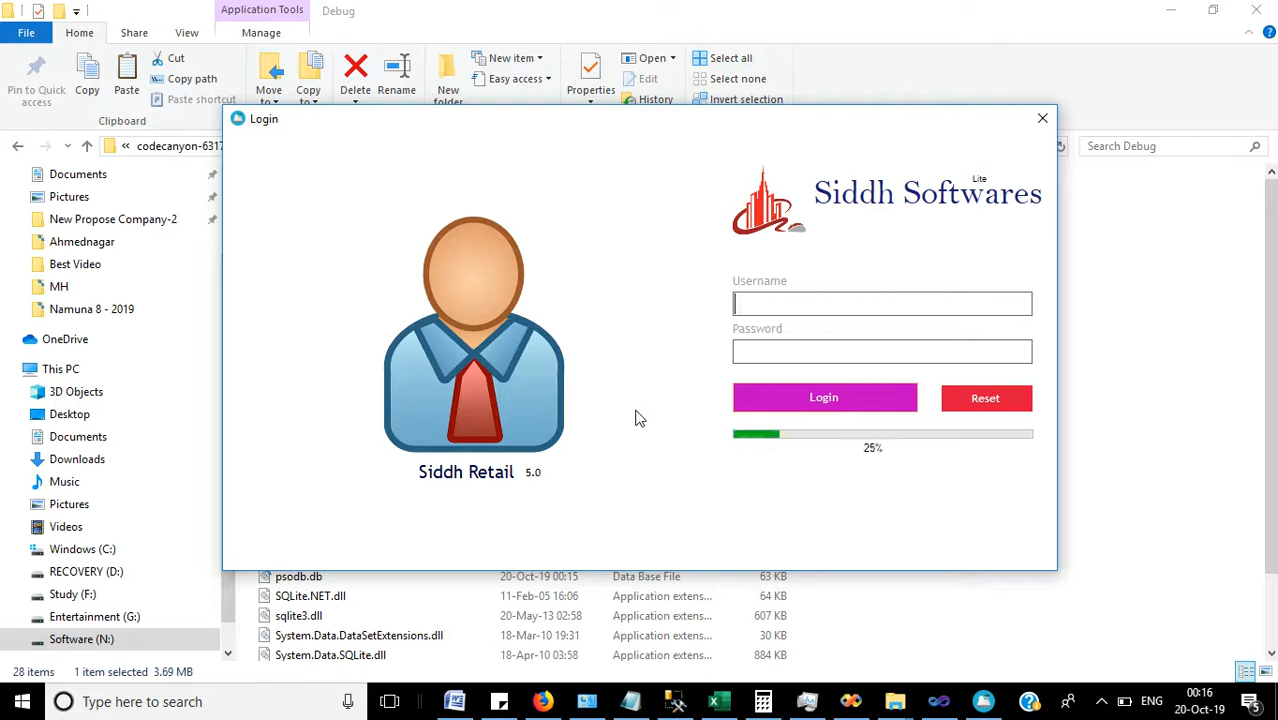 Application Tools
Debug
File
Home
Share
View
Manage
Pin to Quick
access
Copy
Paste
Cut
Copy path
Paste shortcut
Clipboard
Move
to
Copy
to
Delete
Rename
New
folder
New item
Easy access
Properties
Open
Edit
History
Select all
Select none
Invert selection
« codecanyon-6317
Search Debug
Documents
Pictures
New Propose Company-2
Ahmednagar
Best Video
MH
Namuna 8 - 2019
OneDrive
This PC
3D Objects
Desktop
Documents
Downloads
Music
Pictures
Videos
Windows (C:)
RECOVERY (D:)
Study (F:)
Entertainment (G:)
Software (N:)
Login
Lite
Siddh Softwares
Username
Password
Login
Reset
25%
Siddh Retail 5.0
psodb.db 20-Oct-19 00:15 Data Base File 63 KB
SQLite.NET.dll 11-Feb-05 16:06 Application extens... 64 KB
sqlite3.dll 20-May-13 02:58 Application extens... 607 KB
System.Data.DataSetExtensions.dll 18-Mar-10 19:31 Application extens... 30 KB
System.Data.SQLite.dll 18-Apr-10 03:58 Application extens... 884 KB
28 items 1 item selected 3.69 MB
Type here to search
ENG
00:16
20-Oct-19
5